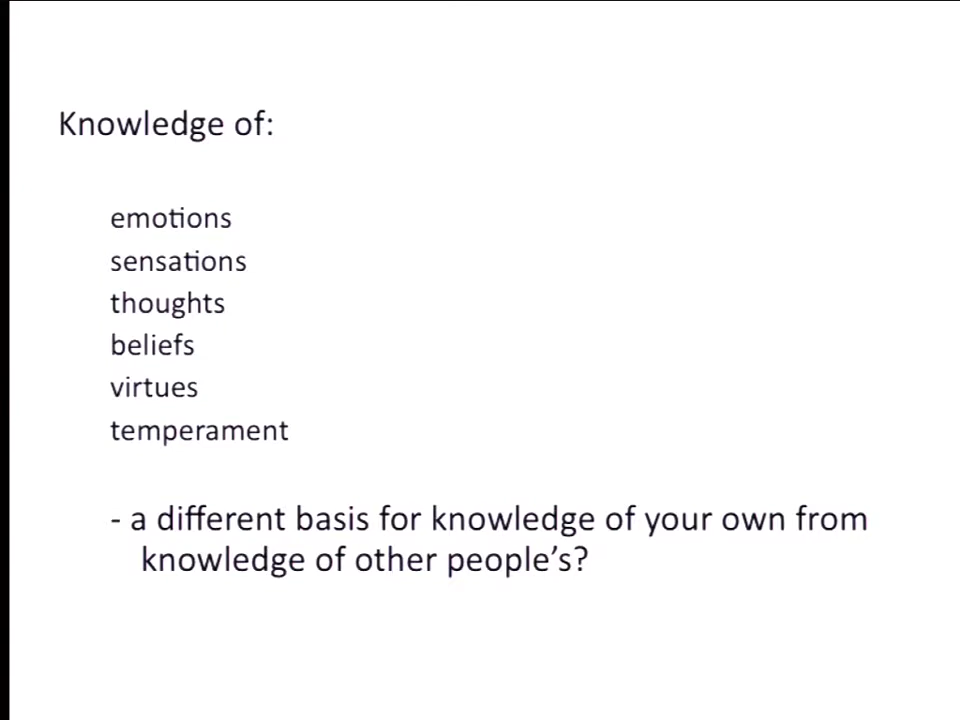 Knowledge of:
emotions
sensations
thoughts
beliefs
virtues
temperament
- a different basis for knowledge of your own from
knowledge of other people’s?